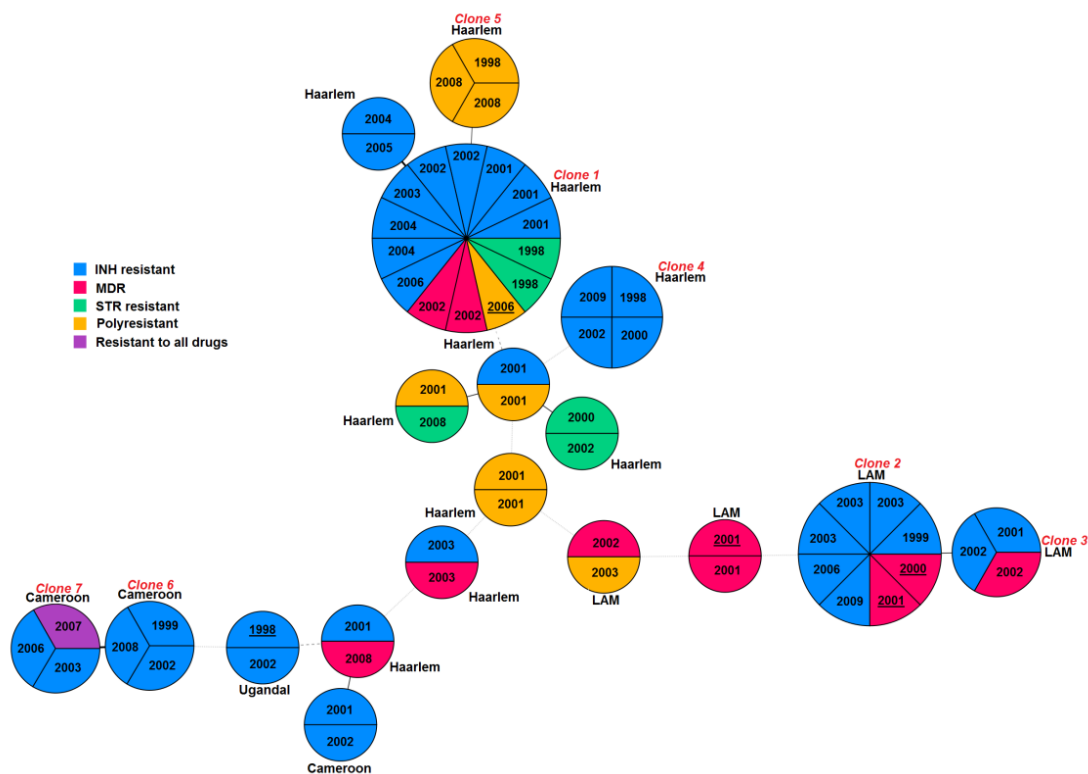 Clone 5
Haarlem
1998
2008
2008
Haarlem
2004
2005
Clone 1
Haarlem
2002
2002
2001
2001
2001
2003
2004
2004
2006
2002
2002
2006
1998
1998
INH resistant
MDR
STR resistant
Polyresistant
Resistant to all drugs
Clone 4
Haarlem
2009
1998
2002
2000
Haarlem
2001
2001
2001
2008
Haarlem
2000
2002
Haarlem
2001
2001
Haarlem
2003
2003
Haarlem
2002
2003
LAM
LAM
2001
2001
Clone 2
LAM
2003
2003
2003
1999
2006
2000
2009
2001
Clone 3
LAM
2001
2002
2002
Clone 7
Cameroon
2007
2006
2003
Clone 6
Cameroon
1999
2008
2002
1998
2002
Ugandal
2001
2008
Haarlem
2001
2002
Cameroon